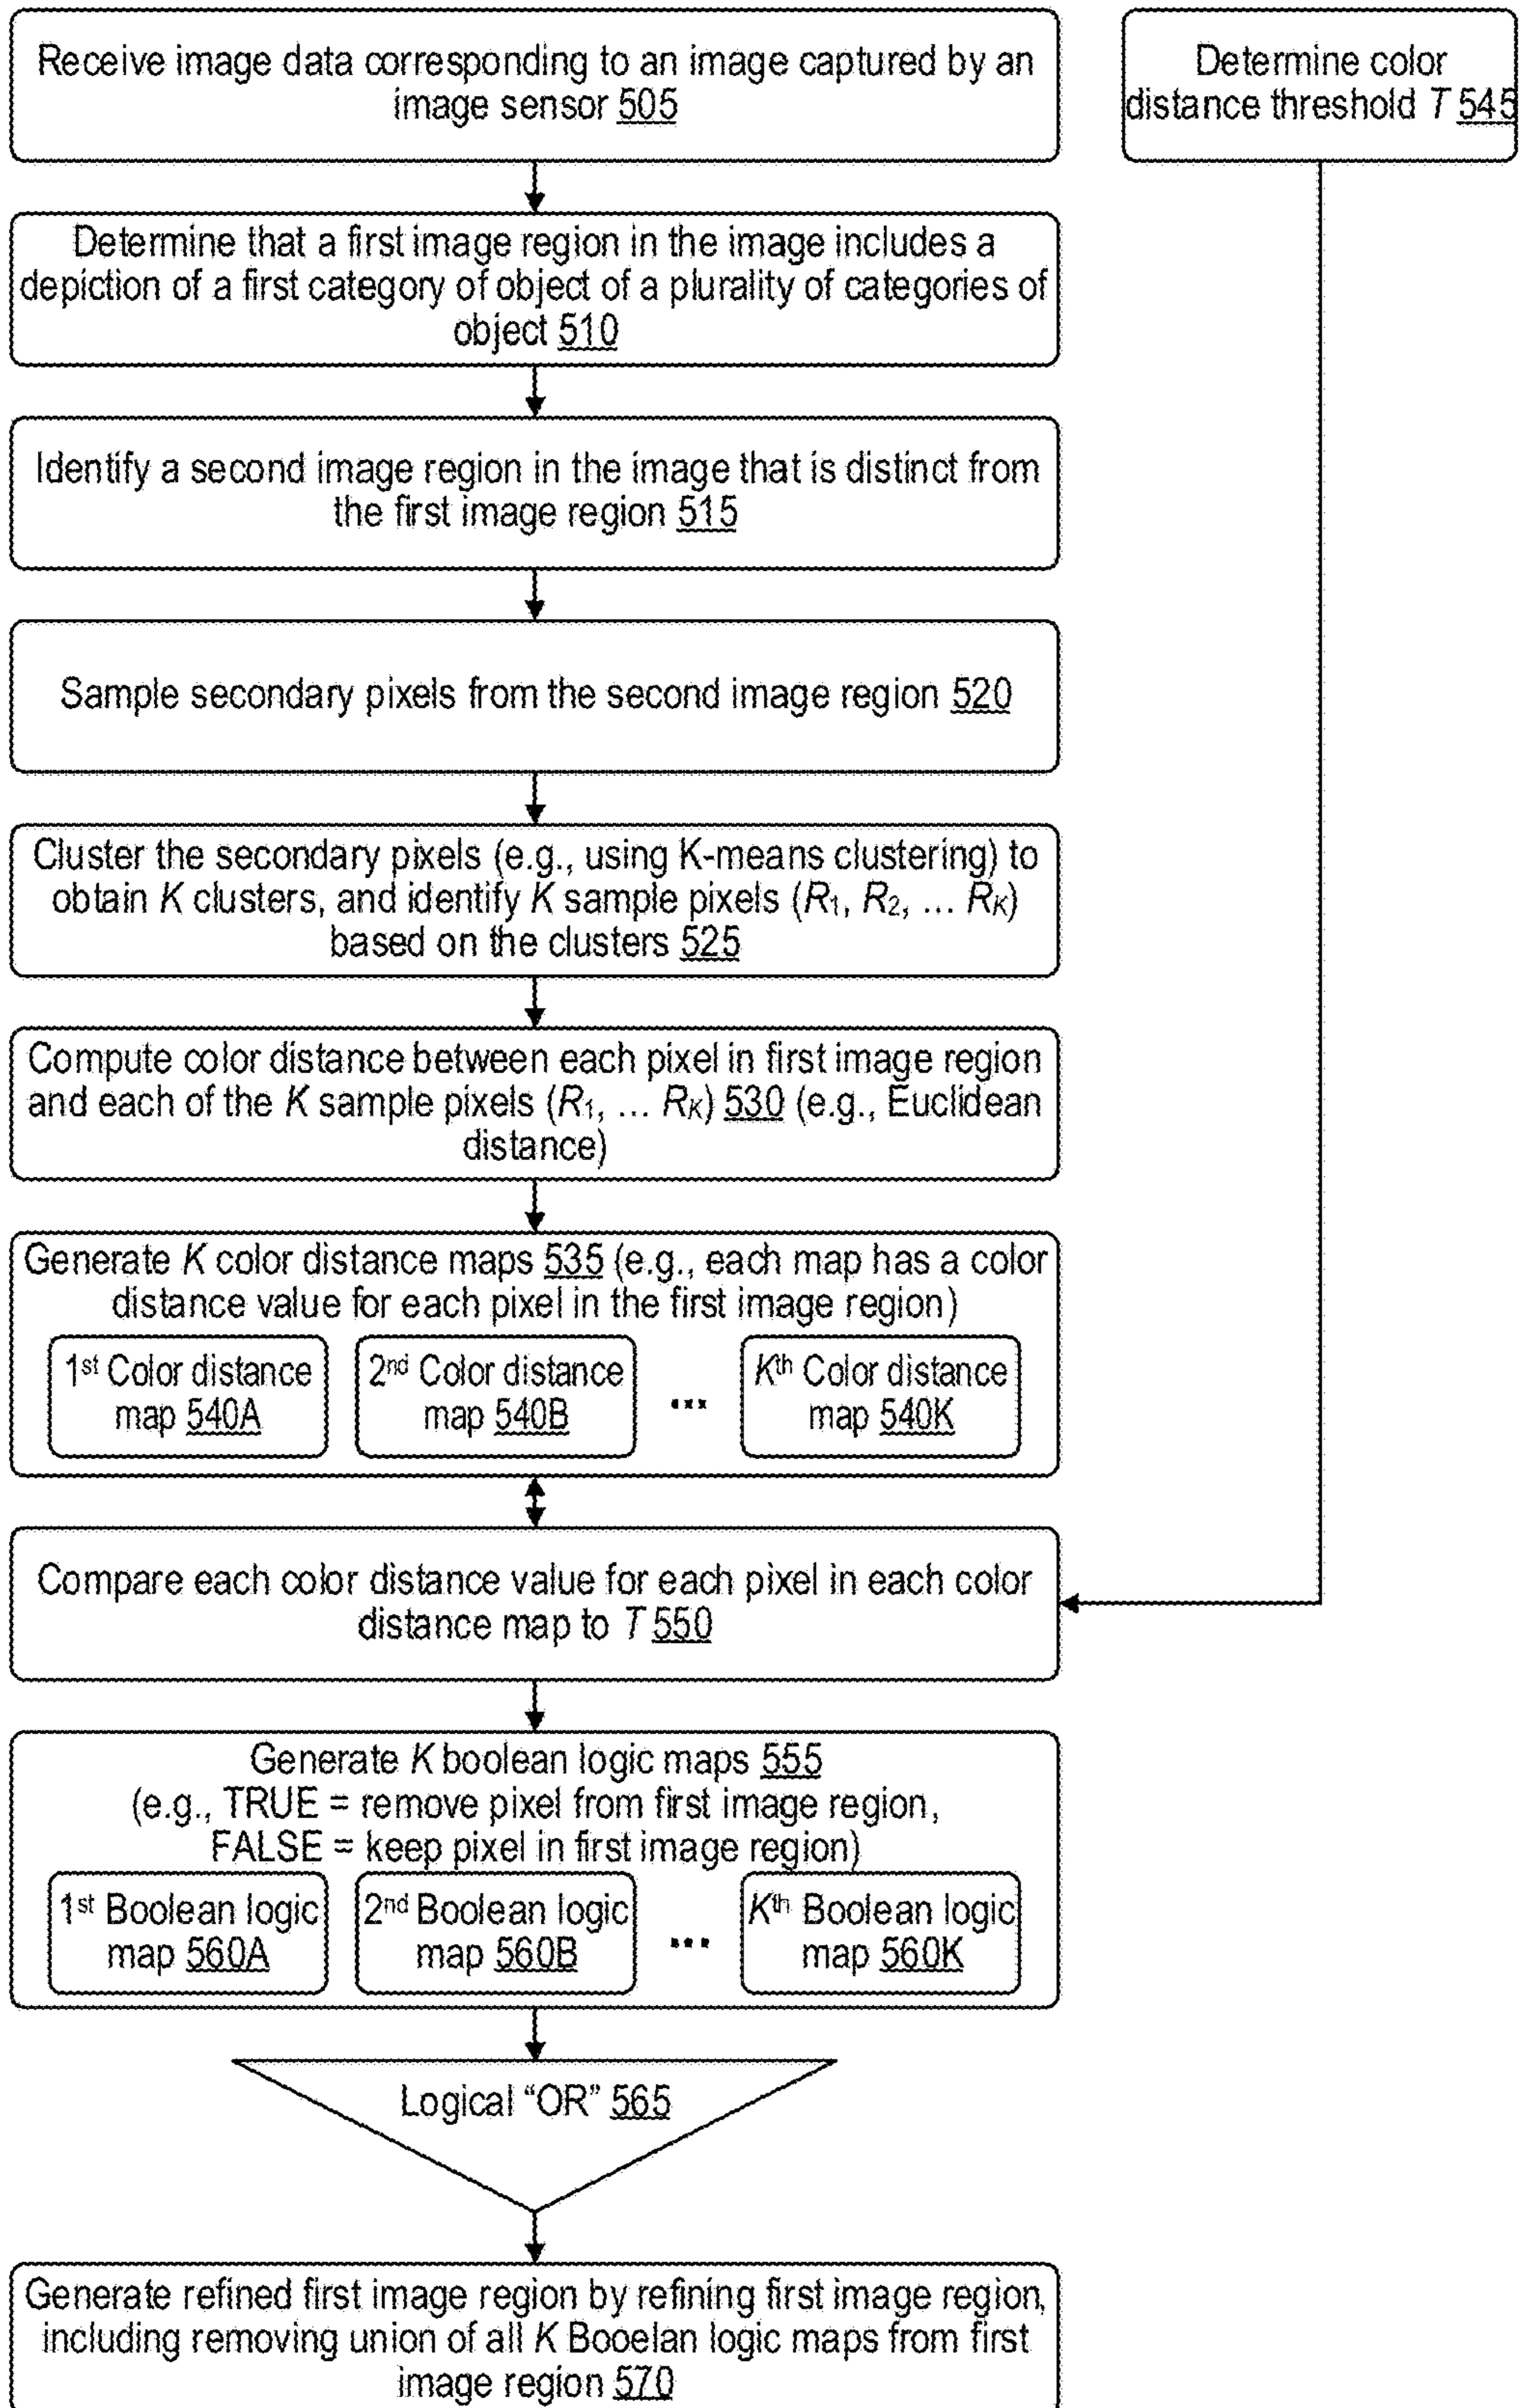 Receive image data corresponding to an image captured by an
image sensor 505
Determine color
distance threshold T 545
Determine that a first image region in the image includes a
depiction of a first category of object of a plurality of categories of
object 510
Identify a second image region in the image that is distinct from
the first image region 515
Sample secondary pixels from the second image region 520
Cluster the secondary pixels (e.g., using K-means clustering) to
obtain K clusters, and identify K sample pixels (R₁, R₂, ... Rₖ)
based on the clusters 525
Compute color distance between each pixel in first image region
and each of the K sample pixels (R₁, ... Rₖ) 530 (e.g., Euclidean
distance)
Generate K color distance maps 535 (e.g., each map has a color
distance value for each pixel in the first image region)
1st Color distance
map 540A
2nd Color distance
map 540B
...
Kth Color distance
map 540K
Compare each color distance value for each pixel in each color
distance map to T 550
Generate K boolean logic maps 555
(e.g., TRUE = remove pixel from first image region,
FALSE = keep pixel in first image region)
1st Boolean logic
map 560A
2nd Boolean logic
map 560B
...
Kth Boolean logic
map 560K
Logical “OR” 565
Generate refined first image region by refining first image region,
including removing union of all K Booelan logic maps from first
image region 570